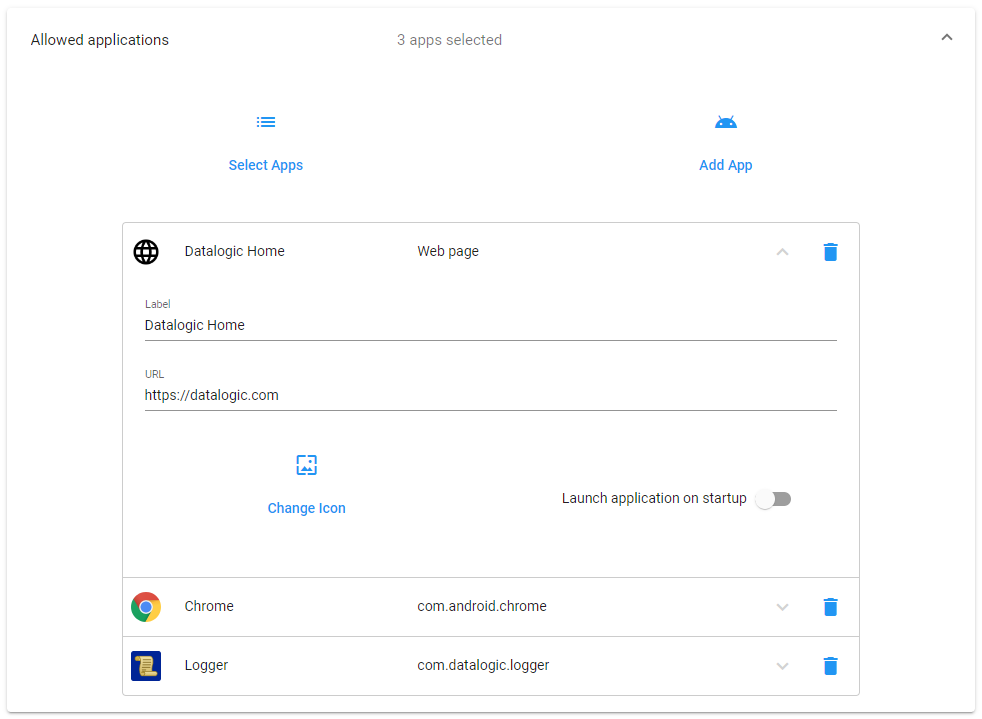 Allowed applications 3 apps selected
Select Apps Add App
Datalogic Home Web page
Label
Datalogic Home
URL
https://datalogic.com
Launch application on startup
Change Icon
Chrome com.android.chrome
Logger com.datalogic.logger